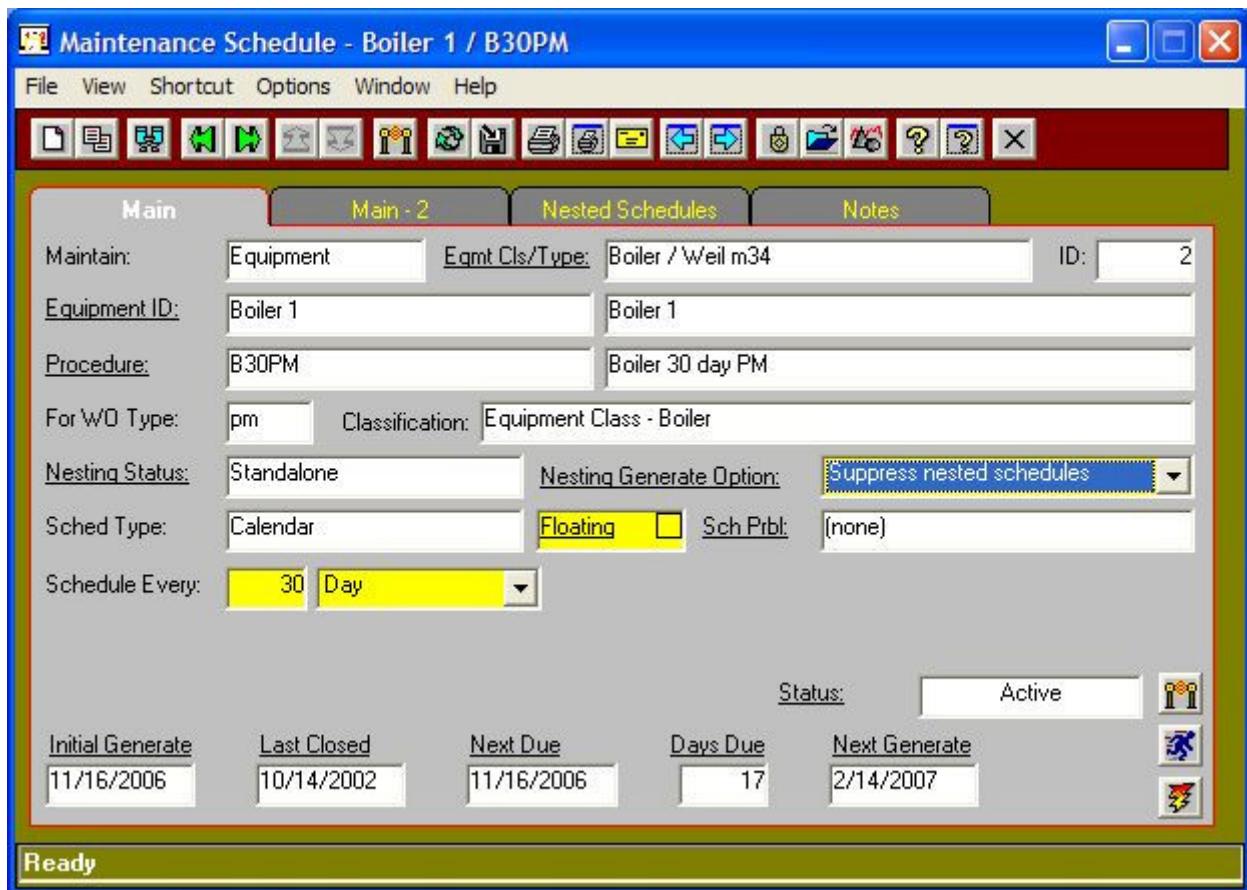 Maintenance Schedule - Boiler 1 / B30PM
File View Shortcut Options Window Help
Main Main - 2 Nested Schedules Notes
Maintain: Equipment Eqmt Cls/Type: Boiler / Weil m34 ID: 2
Equipment ID: Boiler 1 Boiler 1
Procedure: B30PM Boiler 30 day PM
For WO Type: pm Classification: Equipment Class - Boiler
Nesting Status: Standalone Nesting Generate Option: Suppress nested schedules
Sched Type: Calendar Floating Sch Prbl: (none)
Schedule Every: 30 Day
Status: Active
Initial Generate Last Closed Next Due Days Due Next Generate
11/16/2006 10/14/2002 11/16/2006 17 2/14/2007
Ready